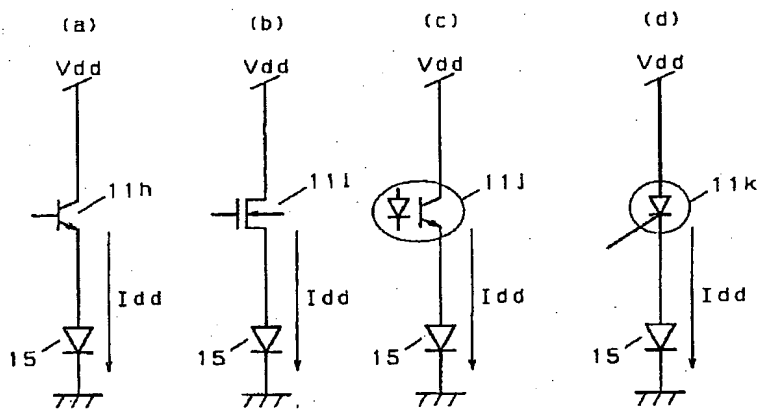 (a) (b) (c) (d)
Vdd Vdd Vdd Vdd
11h 11i 11j 11k
Idd Idd Idd Idd
15 15 15 15